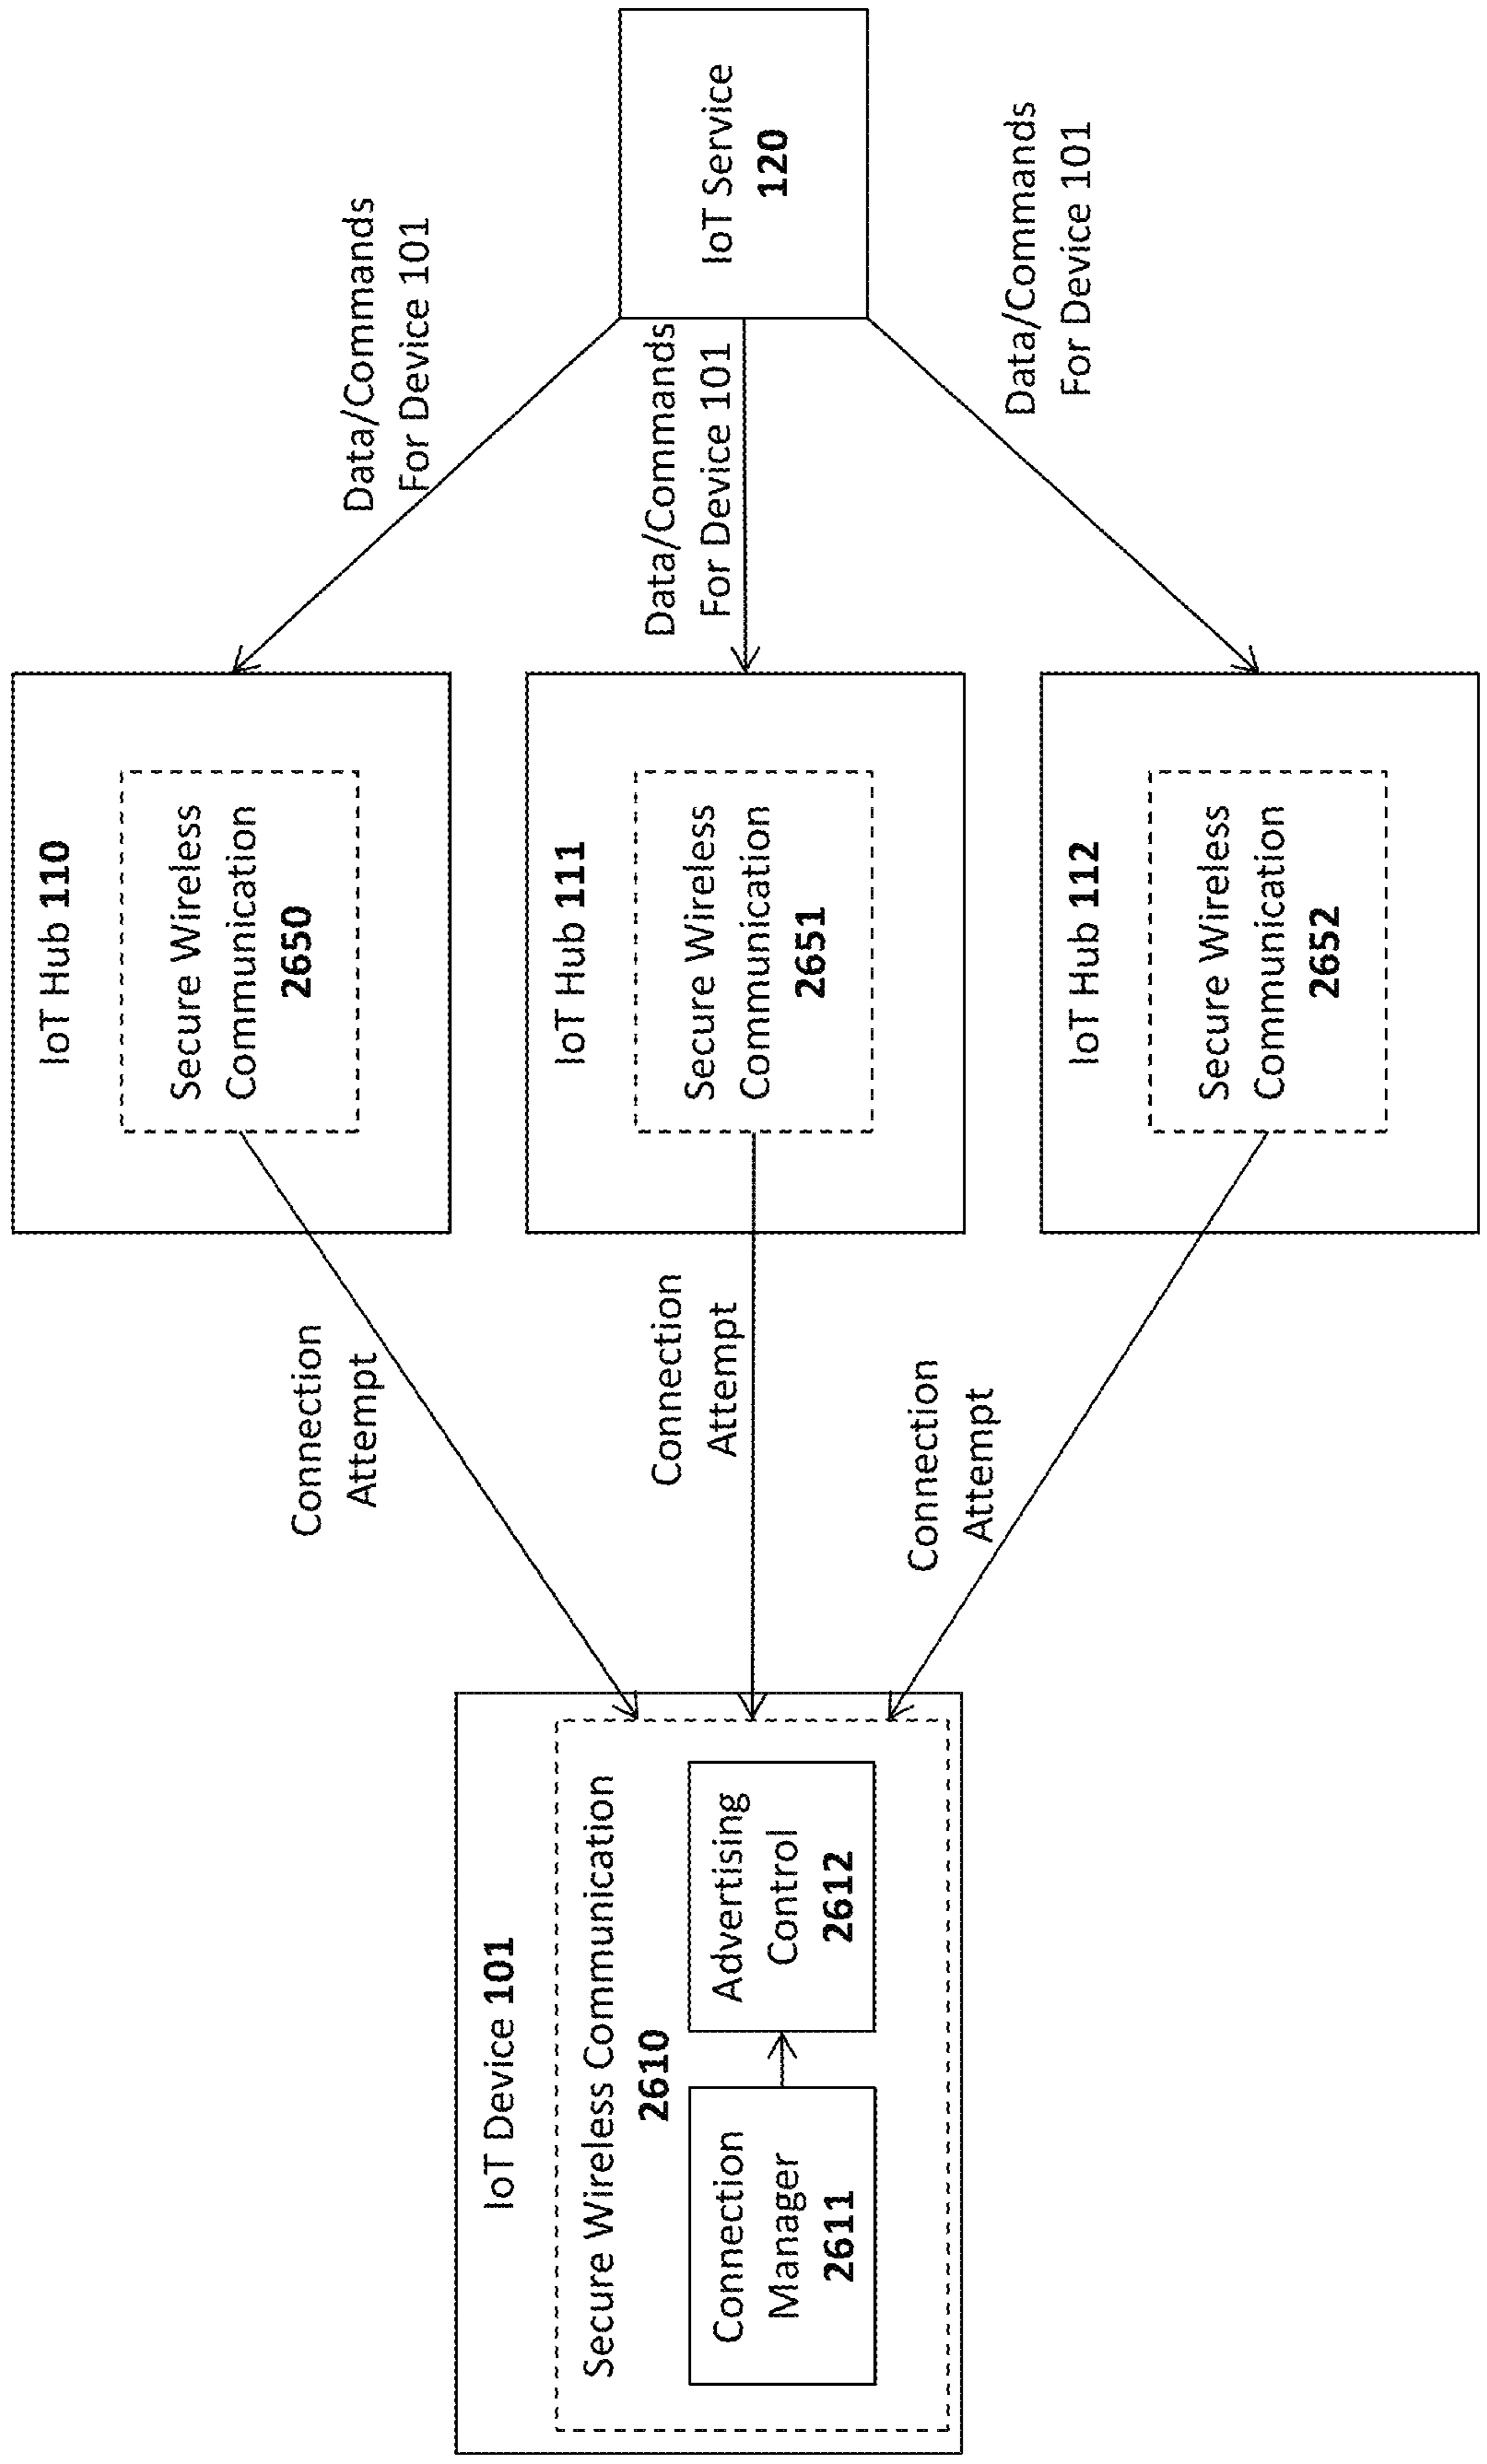 IoT Device 101
Secure Wireless Communication
2610
Connection
Manager
2611
Advertising
Control
2612
Connection
Attempt
Connection
Attempt
Connection
Attempt
IoT Hub 110
Secure Wireless
Communication
2650
IoT Hub 111
Secure Wireless
Communication
2651
IoT Hub 112
Secure Wireless
Communication
2652
Data/Commands
For Device 101
Data/Commands
For Device 101
Data/Commands
For Device 101
IoT Service
120